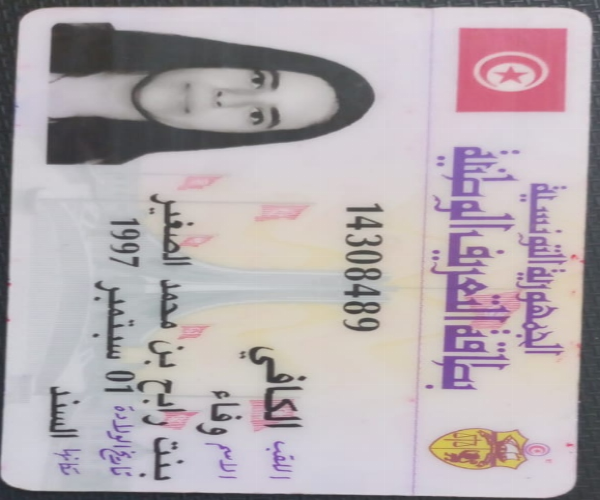 الجمهورية التونسية
بطاقة التعريف الوطنية
14308489
اللقب الكافي
الاسم وفاء
بنت رابح بن محمد الصغير
تاريخ الولادة 01 سبتمبر 1997
مكانها السند